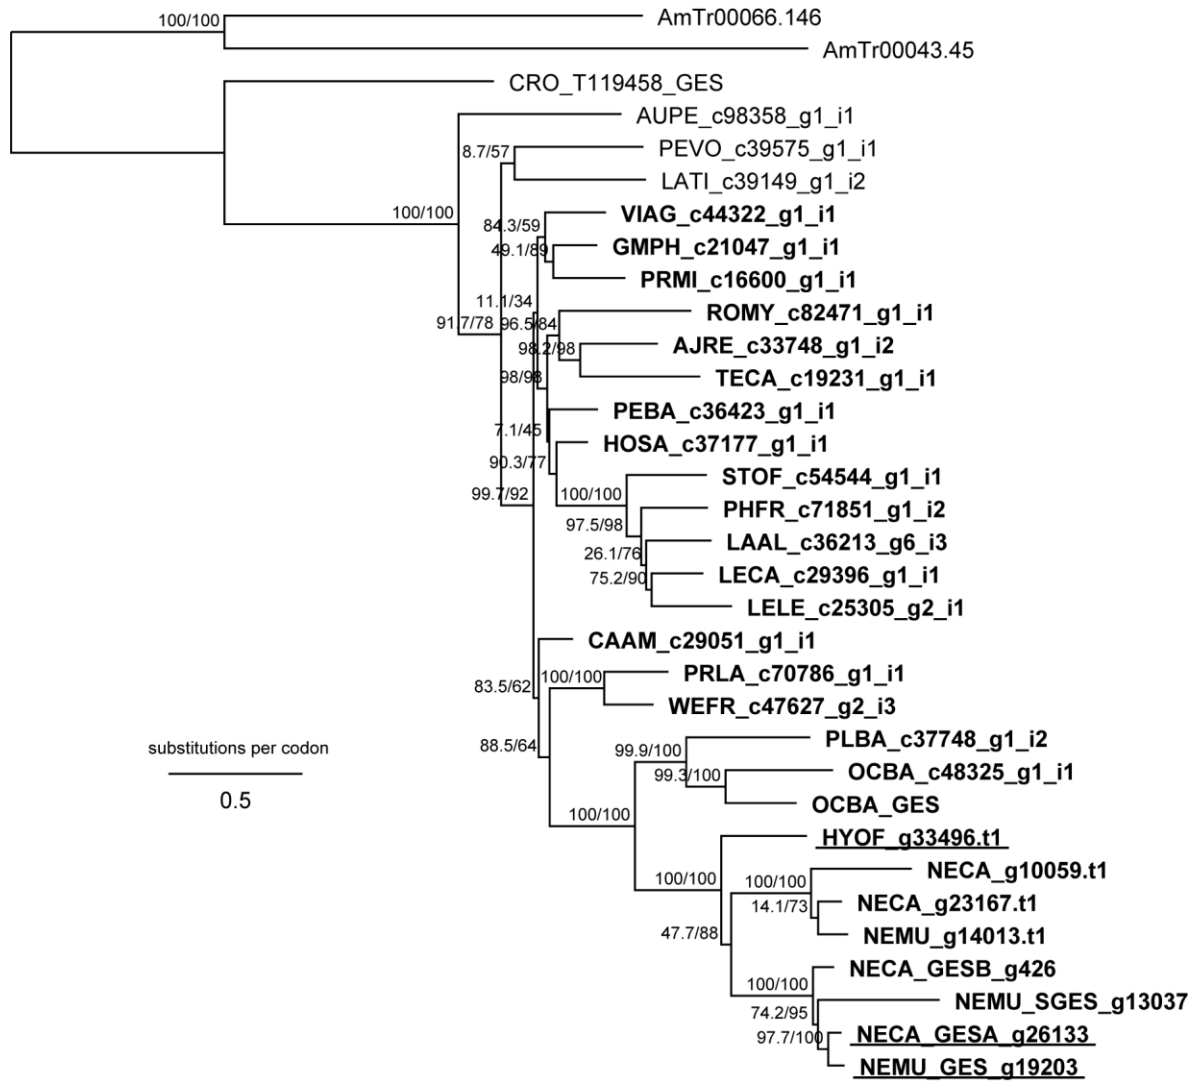 100/100
AmTr00066.146
AmTr00043.45
CRO_T119458_GES
AUPE_c98358_g1_i1
8.7/57
PEVO_c39575_g1_i1
LATI_c39149_g1_i2
100/100
VIAG_c44322_g1_i1
84.3/59
GMPH_c21047_g1_i1
49.1/89
PRMI_c16600_g1_i1
11.1/34
ROMY_c82471_g1_i1
91.7/78
96.5/84
AJRE_c33748_g1_i2
98.2/98
TECA_c19231_g1_i1
98/98
PEBA_c36423_g1_i1
7.1/45
HOSA_c37177_g1_i1
90.3/77
STOF_c54544_g1_i1
99.7/92
100/100
PHFR_c71851_g1_i2
97.5/98
LAAL_c36213_g6_i3
26.1/76
LECA_c29396_g1_i1
75.2/90
LELE_c25305_g2_i1
CAAM_c29051_g1_i1
100/100
PRLA_c70786_g1_i1
83.5/62
WEFR_c47627_g2_i3
PLBA_c37748_g1_i2
88.5/64
99.9/100
substitutions per codon
OCBA_c48325_g1_i1
99.3/100
0.5
OCBA_GES
100/100
HYOF_g33496.t1
NECA_g10059.t1
100/100
100/100
NECA_g23167.t1
14.1/73
47.7/88
NEMU_g14013.t1
NECA_GESB_g426
100/100
NEMU_SGES_g13037
74.2/95
NECA_GESA_g26133
97.7/100
NEMU_GES_g19203